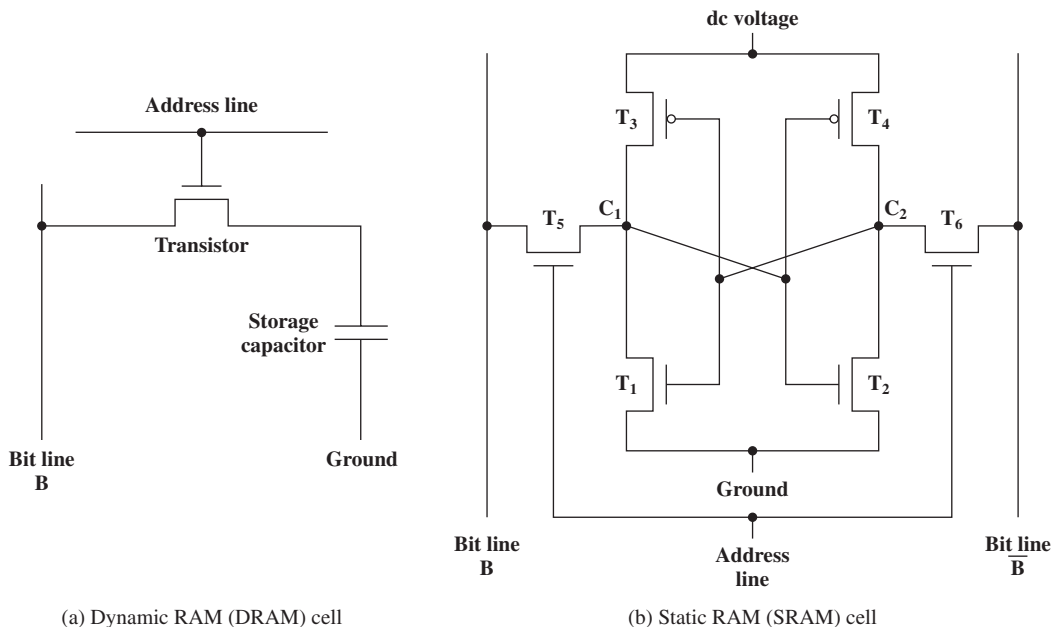 Address line
Transistor
Storage
capacitor
Bit line
B
Ground
(a) Dynamic RAM (DRAM) cell
dc voltage
T3
T4
T5
C1
C2
T6
T1
T2
Ground
Bit line
B
Address
line
Bit line
B̅
(b) Static RAM (SRAM) cell